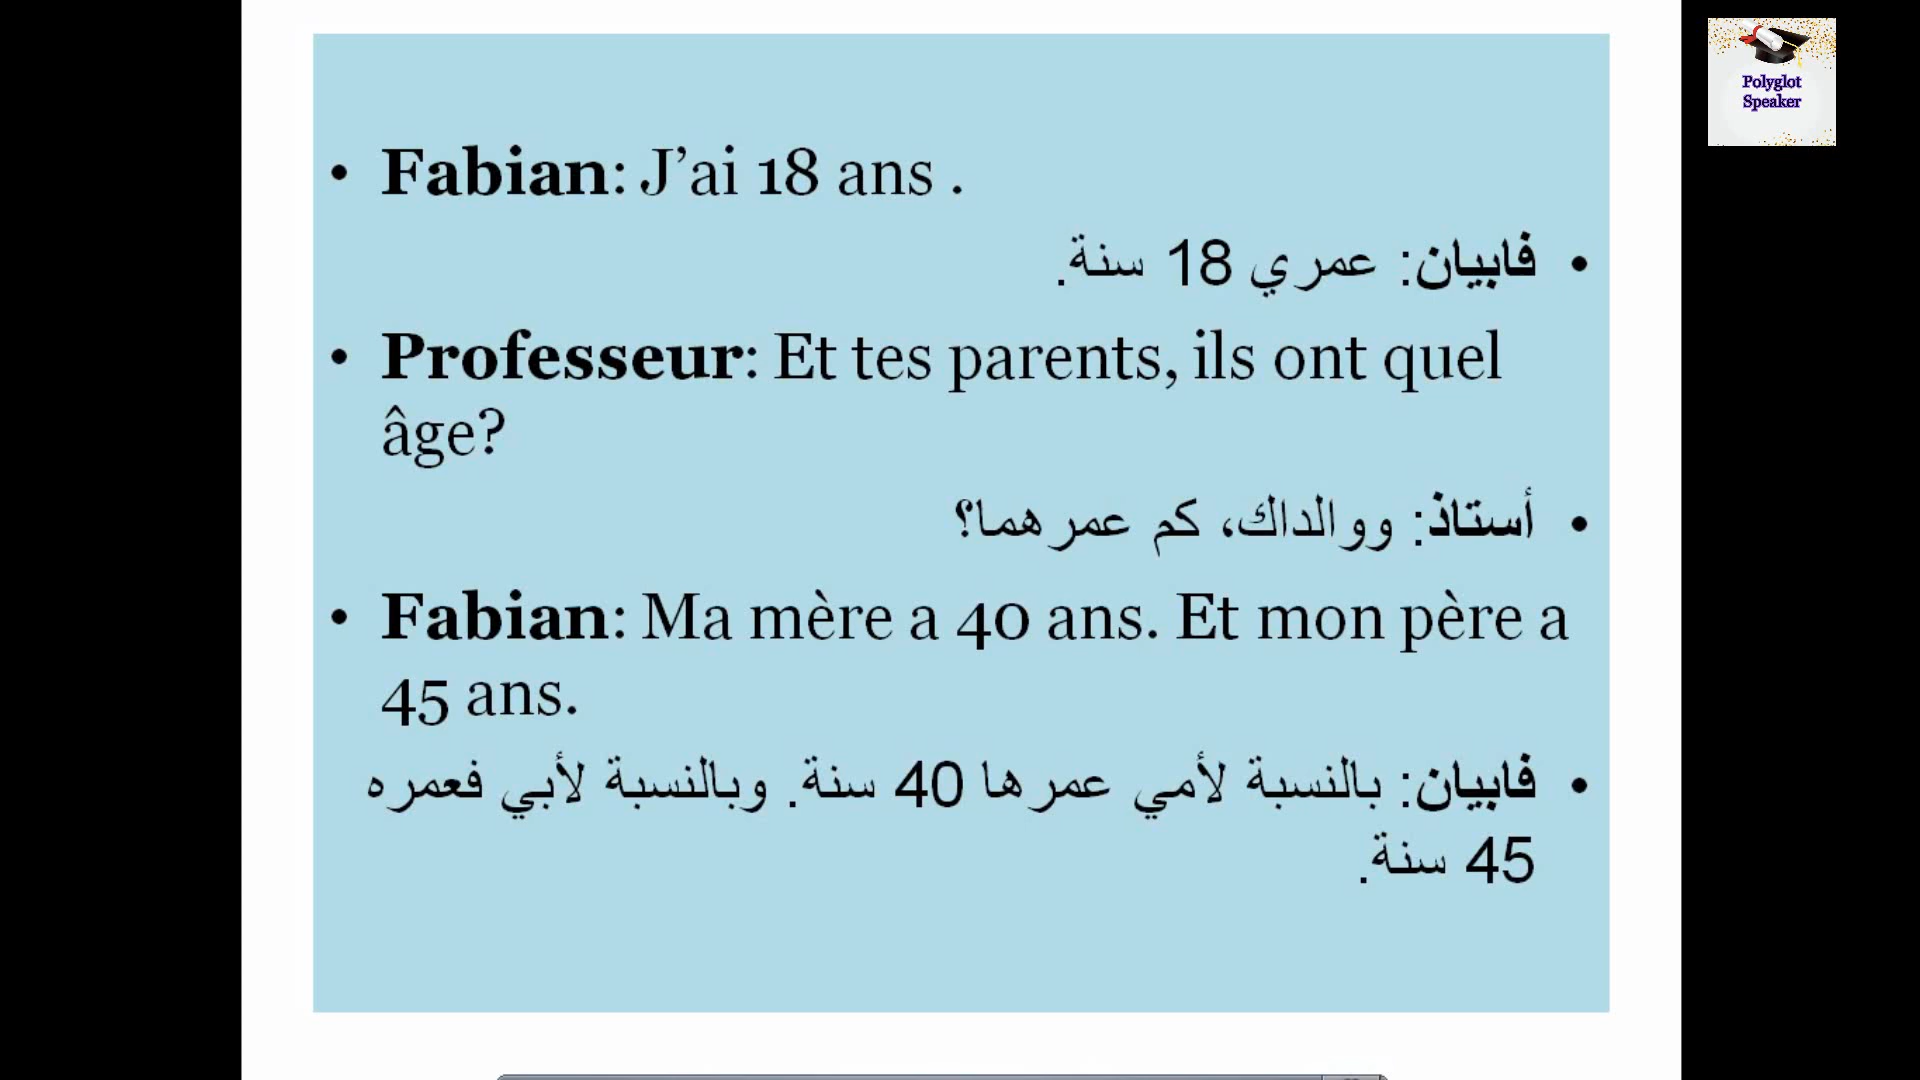 • Fabian: J’ai 18 ans .
• فابيان: عمري 18 سنة.
• Professeur: Et tes parents, ils ont quel
âge?
• أستاذ: ووالداك، كم عمرهما؟
• Fabian: Ma mère a 40 ans. Et mon père a
45 ans.
• فابيان: بالنسبة لأمي عمرها 40 سنة. وبالنسبة لأبي فعمره
45 سنة.
Polyglot
Speaker